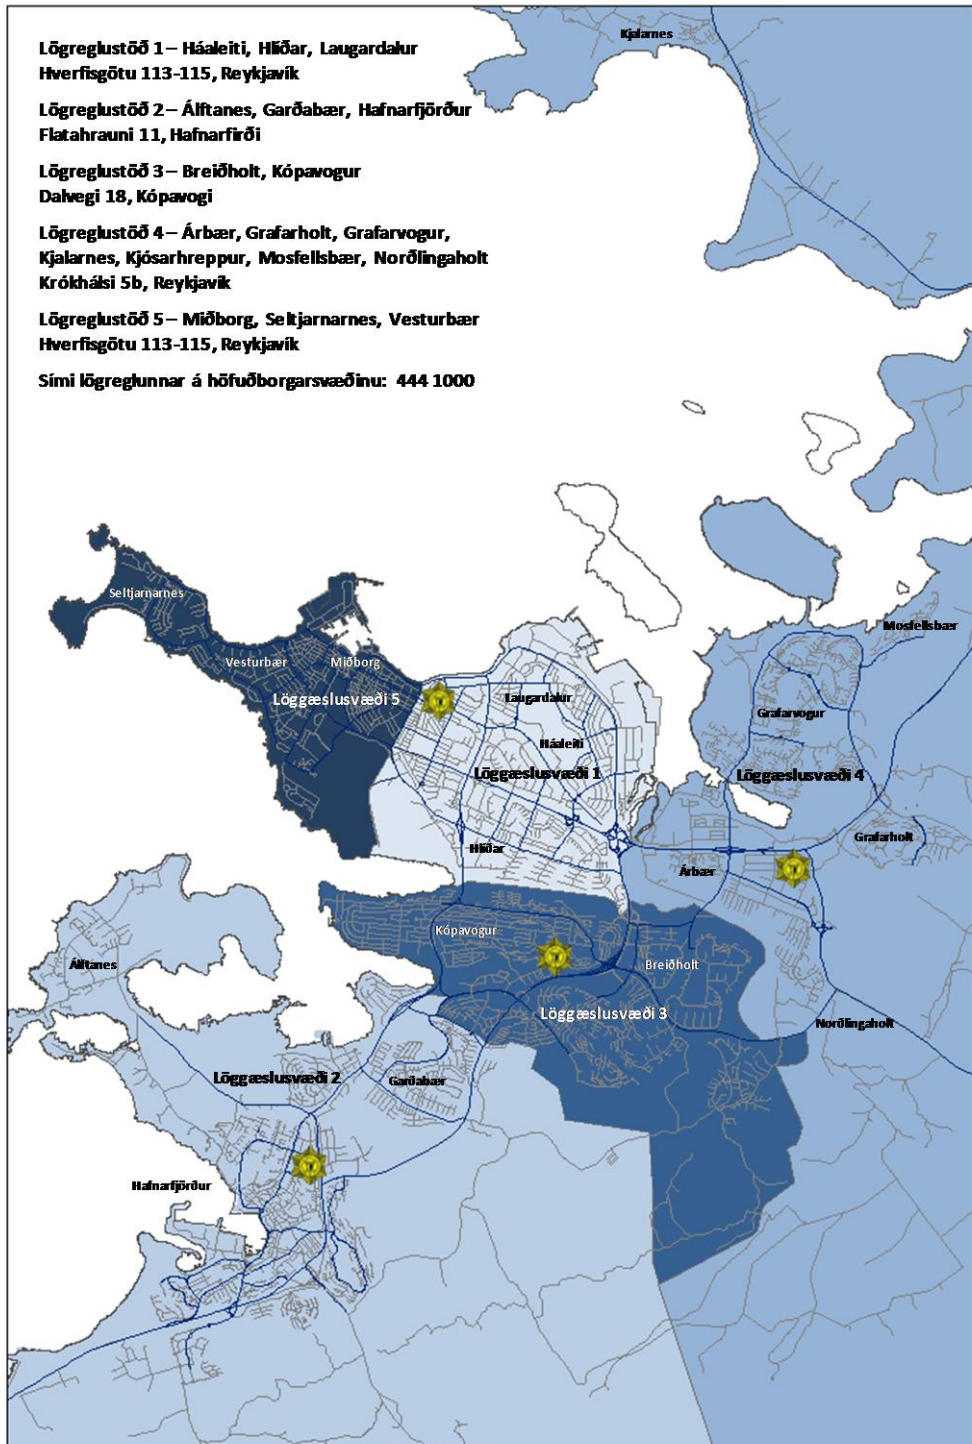 Lögreglustöð 1 – Háaleiti, Hlíðar, Laugardalur
Hverfisgötu 113-115, Reykjavík
Lögreglustöð 2 – Álftanes, Garðabær, Hafnarfjörður
Flatahrauni 11, Hafnarfirði
Lögreglustöð 3 – Breiðholt, Kópavogur
Dalvegi 18, Kópavogi
Lögreglustöð 4 – Árbær, Grafarholt, Grafarvogur,
Kjalarnes, Kjósarhreppur, Mosfellsbær, Norðlingaholt
Krókhálsi 5b, Reykjavík
Lögreglustöð 5 – Miðborg, Seltjarnarnes, Vesturbær
Hverfisgötu 113-115, Reykjavík
Sími lögreglunnar á höfuðborgarsvæðinu: 444 1000
Kjalarnes
Seltjarnarnes
Mosfellsbær
Vesturbær
Miðborg
Löggæslusvæði 5
Laugardalur
Grafarvogur
Háaleiti
Löggæslusvæði 1
Löggæslusvæði 4
Grafarholt
Hlíðar
Árbær
Kópavogur
Breiðholt
Álftanes
Löggæslusvæði 3
Norðlingaholt
Löggæslusvæði 2
Garðabær
Hafnarfjörður